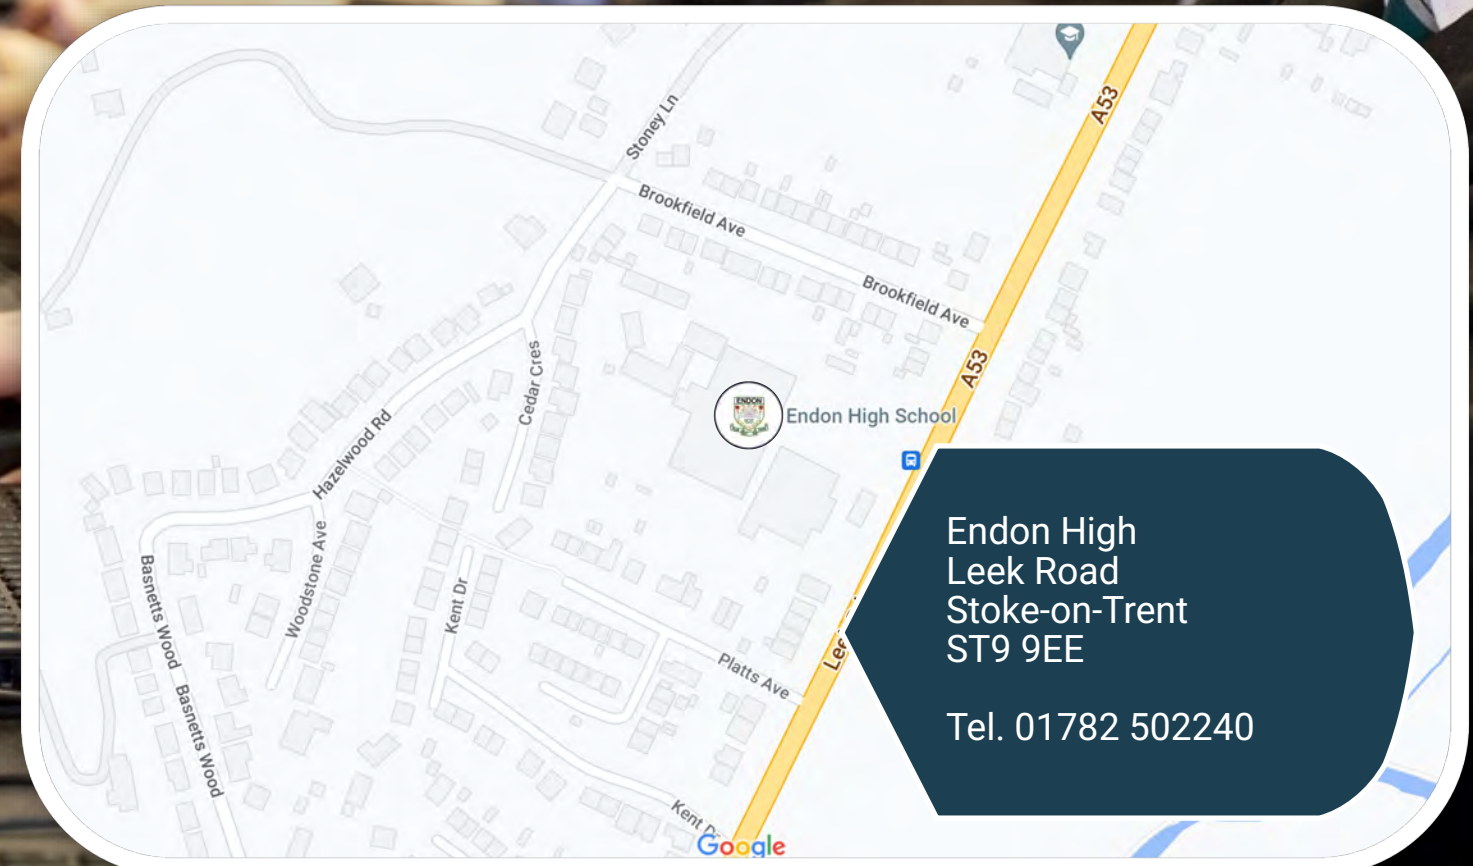 A53
Stoney Ln
Brookfield Ave
Brookfield Ave
A53
Cedar Cres
ENDON
Endon High School
Hazelwood Rd
Woodstone Ave
Basnetts Wood
Kent Dr
Basnetts Wood
Platts Ave
Kent
Google
Endon High
Leek Road
Stoke-on-Trent
ST9 9EE
Tel. 01782 502240